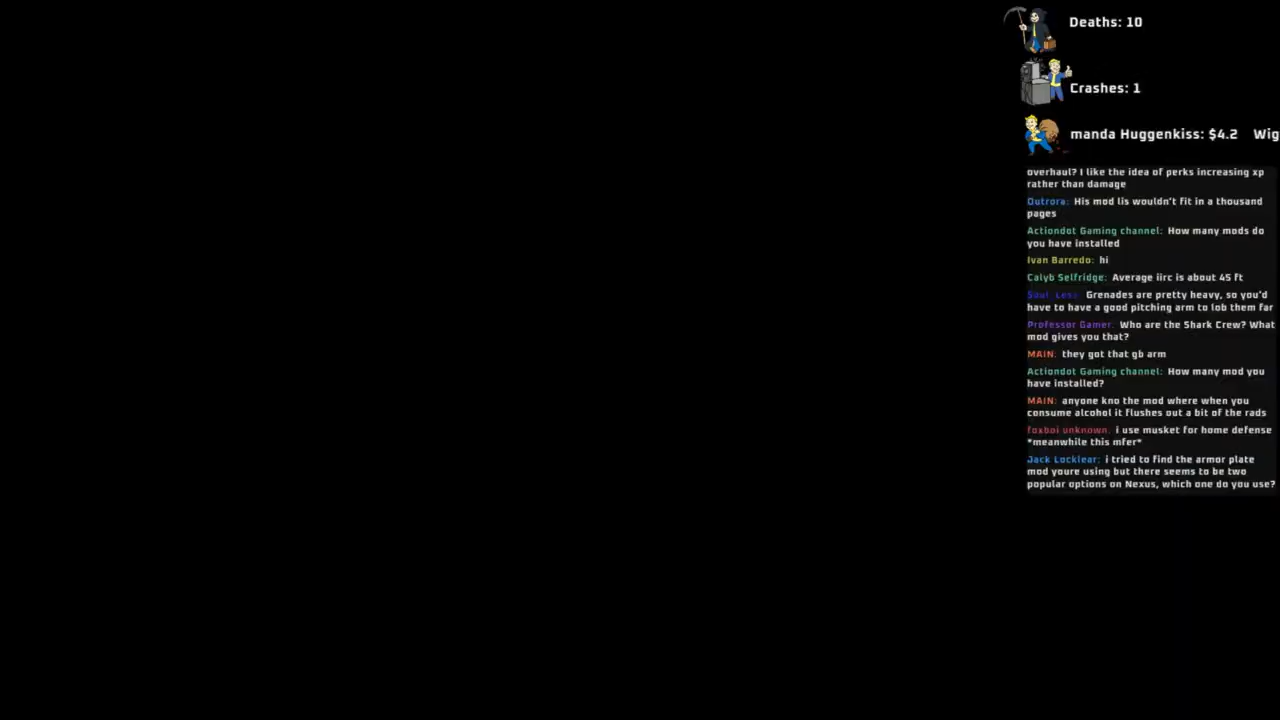 Deaths: 10
Crashes: 1
manda Huggenkiss: $4.2 Wig
overhaul? I like the idea of perks increasing xp
rather than damage
Outrora: His mod lis wouldn't fit in a thousand
pages
Actiondot Gaming channel: How many mods do
you have installed
Ivan Barredo: hi
Calyb Selfridge: Average iirc is about 45 ft
Grenades are pretty heavy, so you'd
have to have a good pitching arm to lob them far
Professor Gamer: Who are the Shark Crew? What
mod gives you that?
MAIN: they got that gb arm
Actiondot Gaming channel: How many mod you
have installed?
MAIN: anyone kno the mod where when you
consume alcohol it flushes out a bit of the rads
foxboi unknown: i use musket for home defense
*meanwhile this mfer*
Jack Locklear: i tried to find the armor plate
mod youre using but there seems to be two
popular options on Nexus, which one do you use?